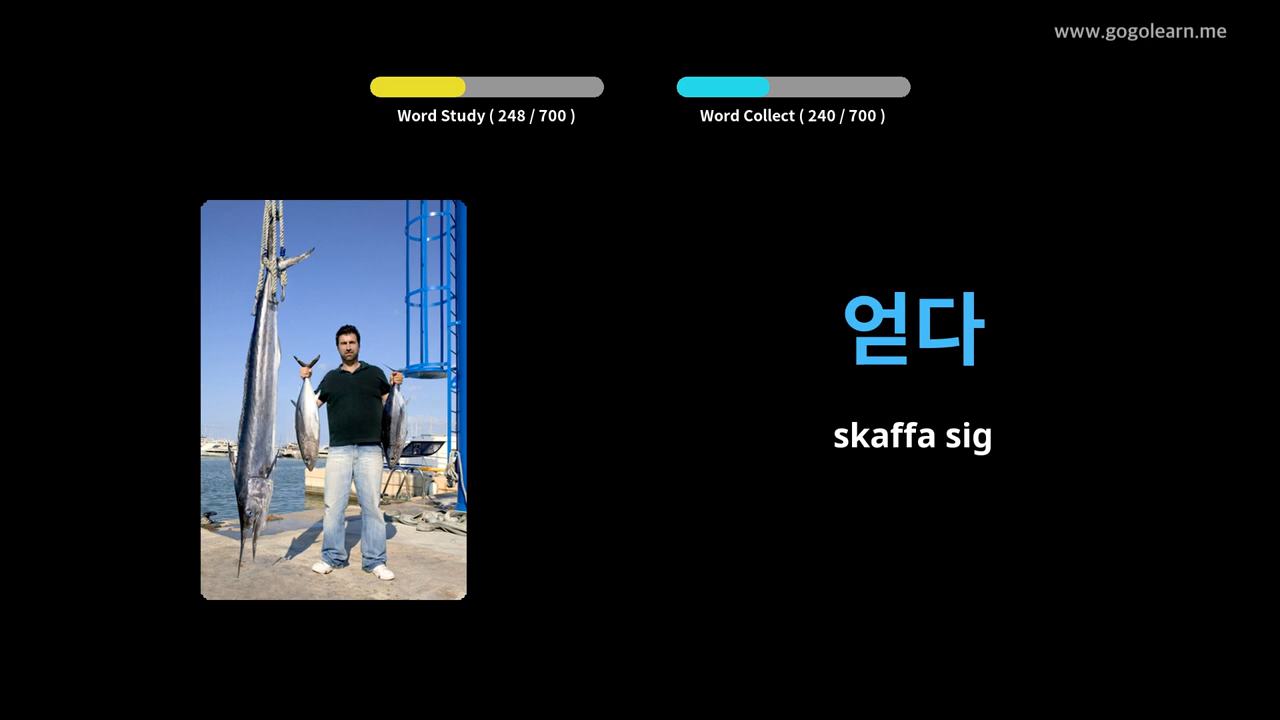 www.gogolearn.me
Word Study ( 248 / 700 )
Word Collect ( 240 / 700 )
얻다
skaffa sig